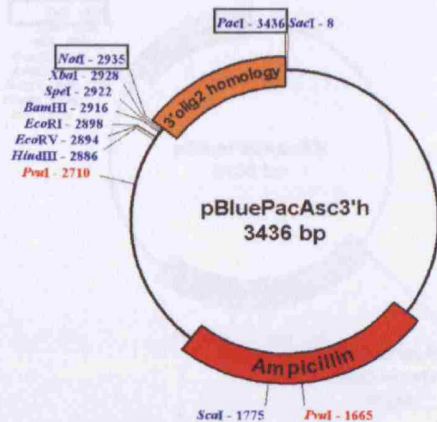 PacI - 3436
SacI - 8
NotI - 2935
XbaI - 2928
SpeI - 2922
BamHI - 2916
EcoRI - 2898
EcoRV - 2894
HindIII - 2886
PvuI - 2710
3'olig2 homology
pBluePacAsc3'h
3436 bp
Ampicillin
ScaI - 1775
PvuI - 1665